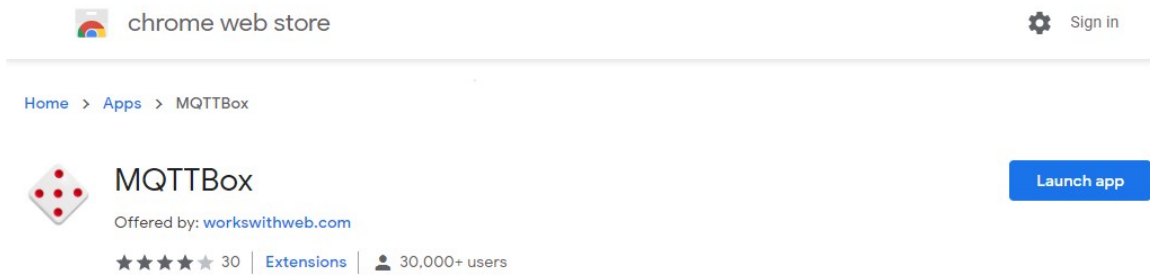 chrome web store
Sign in
Home > Apps > MQTTBox
MQTTBox
Launch app
Offered by: workswithweb.com
30 | Extensions | 30,000+ users